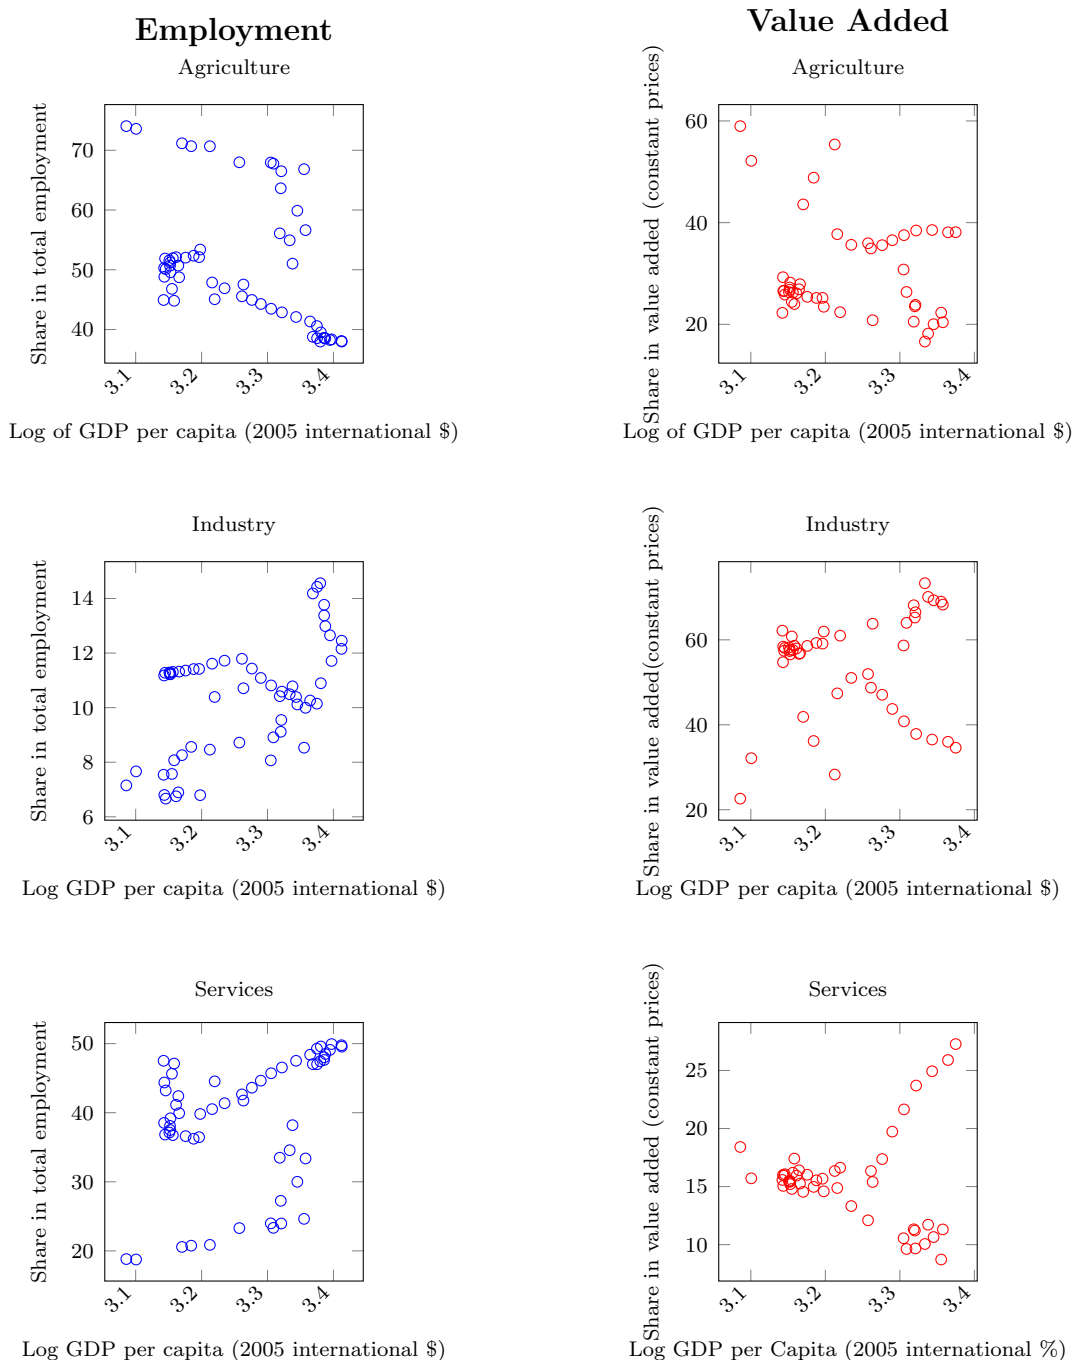 Employment
Value Added
Agriculture
Share in total employment
70
60
50
40
3.1
3.2
3.3
3.4
Log of GDP per capita (2005 international $)
Agriculture
Share in value added (constant prices)
60
40
20
3.1
3.2
3.3
3.4
Log of GDP per capita (2005 international $)
Industry
Share in total employment
14
12
10
8
6
3.1
3.2
3.3
3.4
Log GDP per capita (2005 international $)
Industry
Share in value added(constant prices)
60
40
20
3.1
3.2
3.3
3.4
Log GDP per capita (2005 international $)
Services
Share in total employment
50
40
30
20
3.1
3.2
3.3
3.4
Log GDP per capita (2005 international $)
Services
Share in value added (constant prices)
25
20
15
10
3.1
3.2
3.3
3.4
Log GDP per Capita (2005 international %)